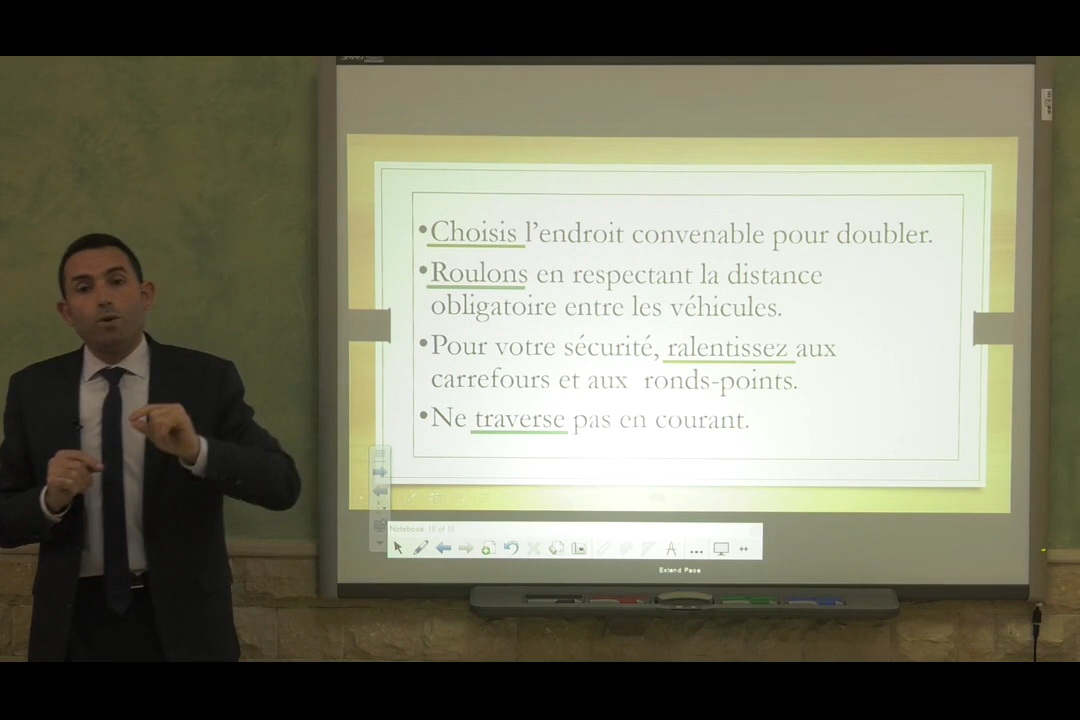 •Choisis l'endroit convenable pour doubler.
•Roulons en respectant la distance
obligatoire entre les véhicules.
•Pour votre sécurité, ralentissez aux
carrefours et aux ronds-points.
•Ne traverse pas en courant.
Notebook
Extend Page